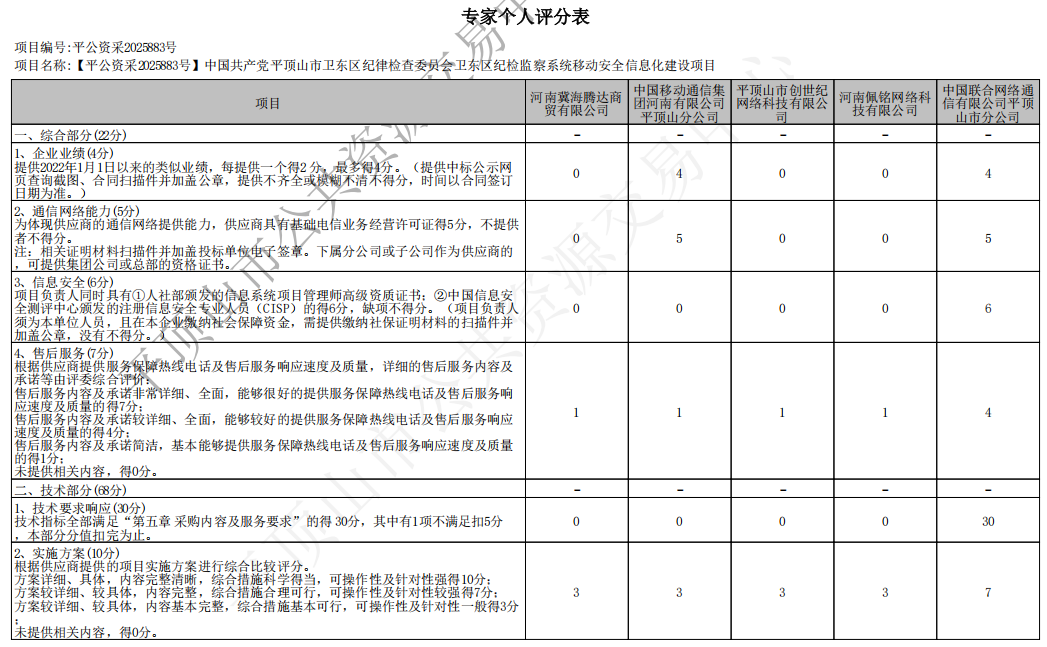 专家个人评分表
项目编号:平公资采2025883号
项目名称:【平公资采2025883号】中国共产党平顶山市卫东区纪律检查委员会卫东区纪检监察系统移动安全信息化建设项目
项目
河南冀海腾达商
贸有限公司
中国移动通信集
团河南有限公司
平顶山分公司
平顶山市创世纪
网络科技有限公
司
河南佩铭网络科
技有限公司
中国联合网络通
信有限公司平顶
山市分公司
一、综合部分(22分)
– – – – –
1、企业业绩(4分)
提供2022年1月1日以来的类似业绩，每提供一个得2 分，最多得4分。（提供中标公示网
页查询截图、合同扫描件并加盖公章，提供不齐全或模糊不清不得分，时间以合同签订
日期为准。）
0 4 0 0 4
2、通信网络能力(5分)
为体现供应商的通信网络提供能力，供应商具有基础电信业务经营许可证得5分，不提供
者不得分。
注：相关证明材料扫描件并加盖投标单位电子签章。下属分公司或子公司作为供应商的
，可提供集团公司或总部的资格证书。
0 5 0 0 5
3、信息安全(6分)
项目负责人同时具有①人社部颁发的信息系统项目管理师高级资质证书；②中国信息安
全测评中心颁发的注册信息安全专业人员（CISP）的得6分，缺项不得分。（项目负责人
须为本单位人员，且在本企业缴纳社会保障资金，需提供缴纳社保证明材料的扫描件并
加盖公章，没有不得分。）
0 0 0 0 6
4、售后服务(7分)
根据供应商提供服务保障热线电话及售后服务响应速度及质量，详细的售后服务内容及
承诺等由评委综合评价：
售后服务内容及承诺非常详细、全面，能够很好的提供服务保障热线电话及售后服务响
应速度及质量的得7分；
售后服务内容及承诺较详细、全面，能够较好的提供服务保障热线电话及售后服务响应
速度及质量的得4分；
售后服务内容及承诺简洁，基本能够提供服务保障热线电话及售后服务响应速度及质量
的得1分；
未提供相关内容，得0分。
1 1 1 1 4
二、技术部分(68分)
– – – – –
1、技术要求响应(30分)
技术指标全部满足“第五章 采购内容及服务要求”的得 30分，其中有1项不满足扣5分
，本部分分值扣完为止。
0 0 0 0 30
2、实施方案(10分)
根据供应商提供的项目实施方案进行综合比较评分。
方案详细、具体，内容完整清晰，综合措施科学得当，可操作性及针对性强得10分；
方案较详细、较具体，内容完整，综合措施合理可行，可操作性及针对性较强得7分；
方案较详细、较具体，内容基本完整，综合措施基本可行，可操作性及针对性一般得3分
；
未提供相关内容，得0分。
3 3 3 3 7
平顶山市公共资源交易中心
平顶山市公共资源交易中心